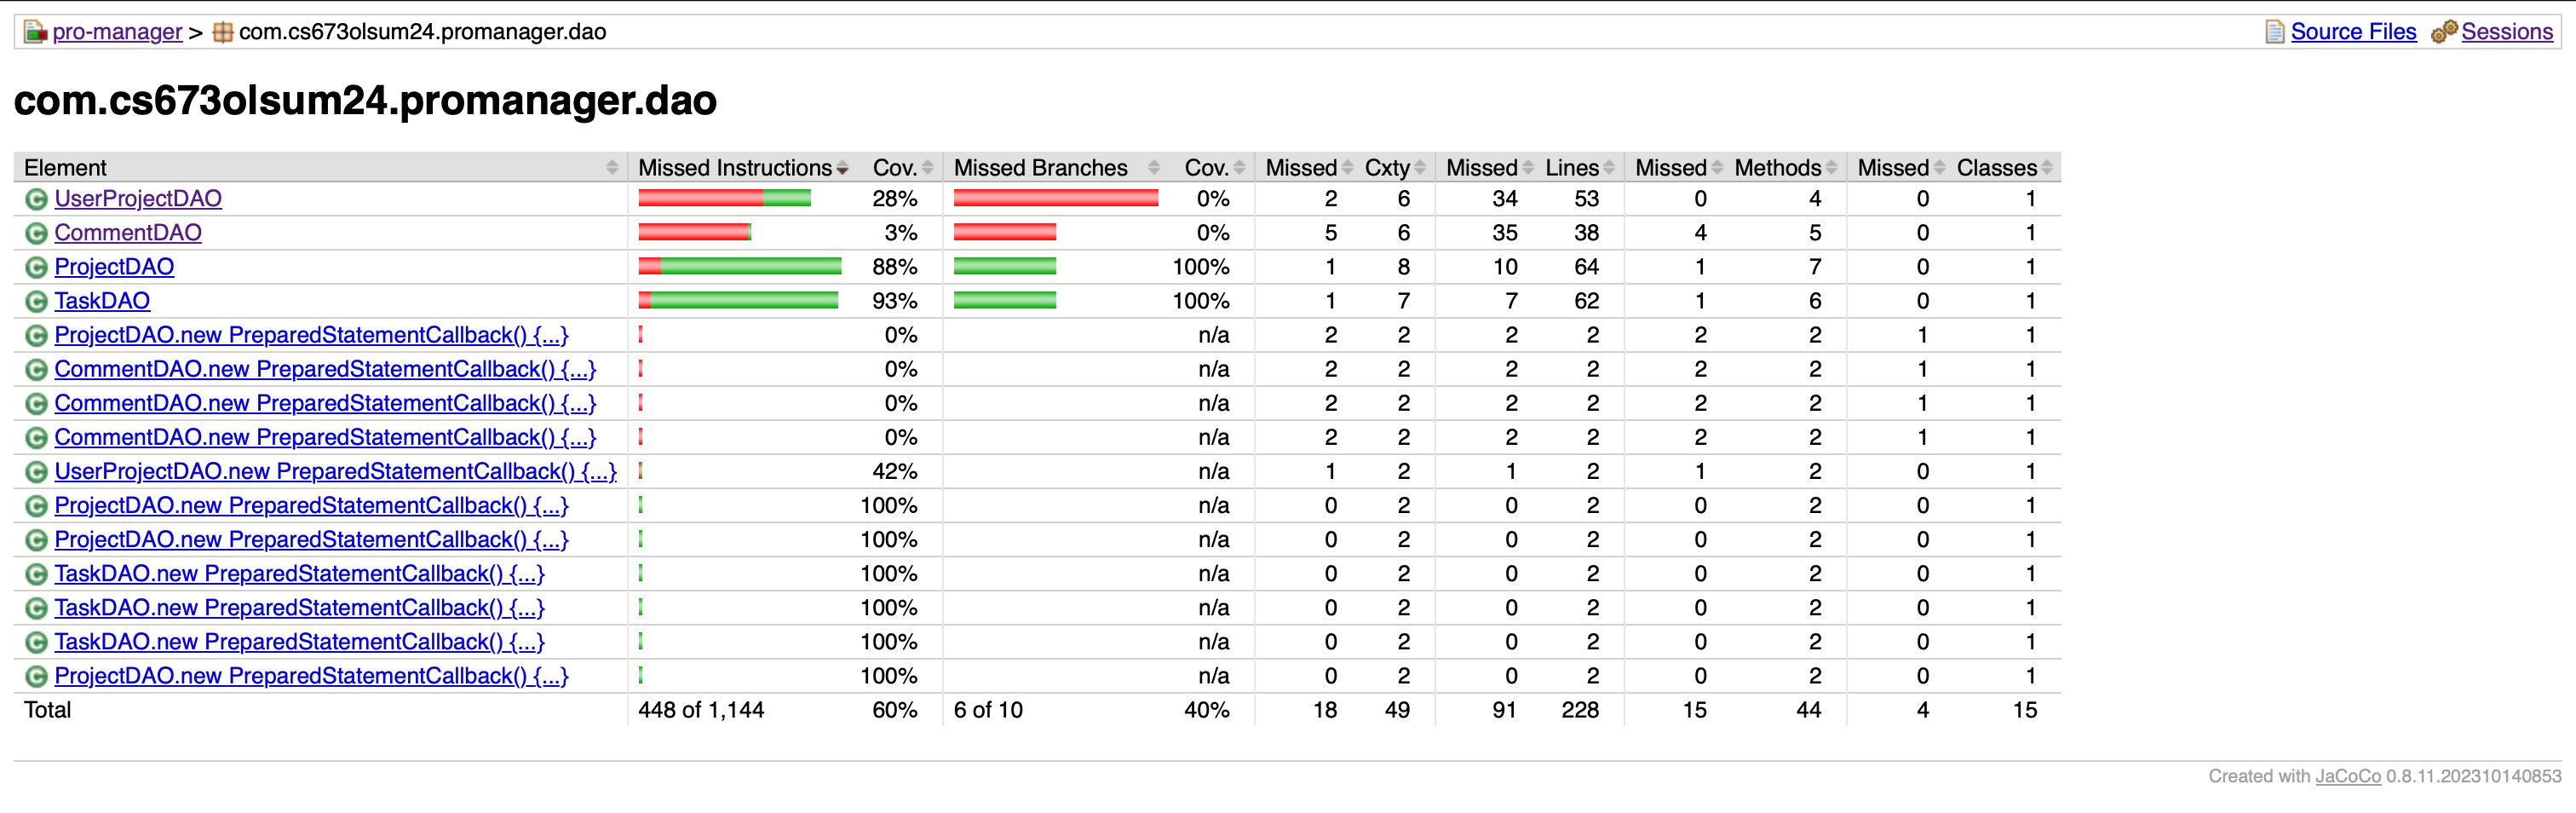 pro-manager > com.cs673olsum24.promanager.dao Source Files Sessions
com.cs673olsum24.promanager.dao
Element Missed Instructions Cov. Missed Branches Cov. Missed Cxty Missed Lines Missed Methods Missed Classes
UserProjectDAO 28% 0% 2 6 34 53 0 4 0 1
CommentDAO 3% 0% 5 6 35 38 4 5 0 1
ProjectDAO 88% 100% 1 8 10 64 1 7 0 1
TaskDAO 93% 100% 1 7 7 62 1 6 0 1
ProjectDAO.new PreparedStatementCallback() {...} 0% n/a 2 2 2 2 2 2 1 1
CommentDAO.new PreparedStatementCallback() {...} 0% n/a 2 2 2 2 2 2 1 1
CommentDAO.new PreparedStatementCallback() {...} 0% n/a 2 2 2 2 2 2 1 1
CommentDAO.new PreparedStatementCallback() {...} 0% n/a 2 2 2 2 2 2 1 1
UserProjectDAO.new PreparedStatementCallback() {...} 42% n/a 1 2 1 2 1 2 0 1
ProjectDAO.new PreparedStatementCallback() {...} 100% n/a 0 2 0 2 0 2 0 1
ProjectDAO.new PreparedStatementCallback() {...} 100% n/a 0 2 0 2 0 2 0 1
TaskDAO.new PreparedStatementCallback() {...} 100% n/a 0 2 0 2 0 2 0 1
TaskDAO.new PreparedStatementCallback() {...} 100% n/a 0 2 0 2 0 2 0 1
TaskDAO.new PreparedStatementCallback() {...} 100% n/a 0 2 0 2 0 2 0 1
ProjectDAO.new PreparedStatementCallback() {...} 100% n/a 0 2 0 2 0 2 0 1
Total 448 of 1,144 60% 6 of 10 40% 18 49 91 228 15 44 4 15
Created with JaCoCo 0.8.11.202310140853